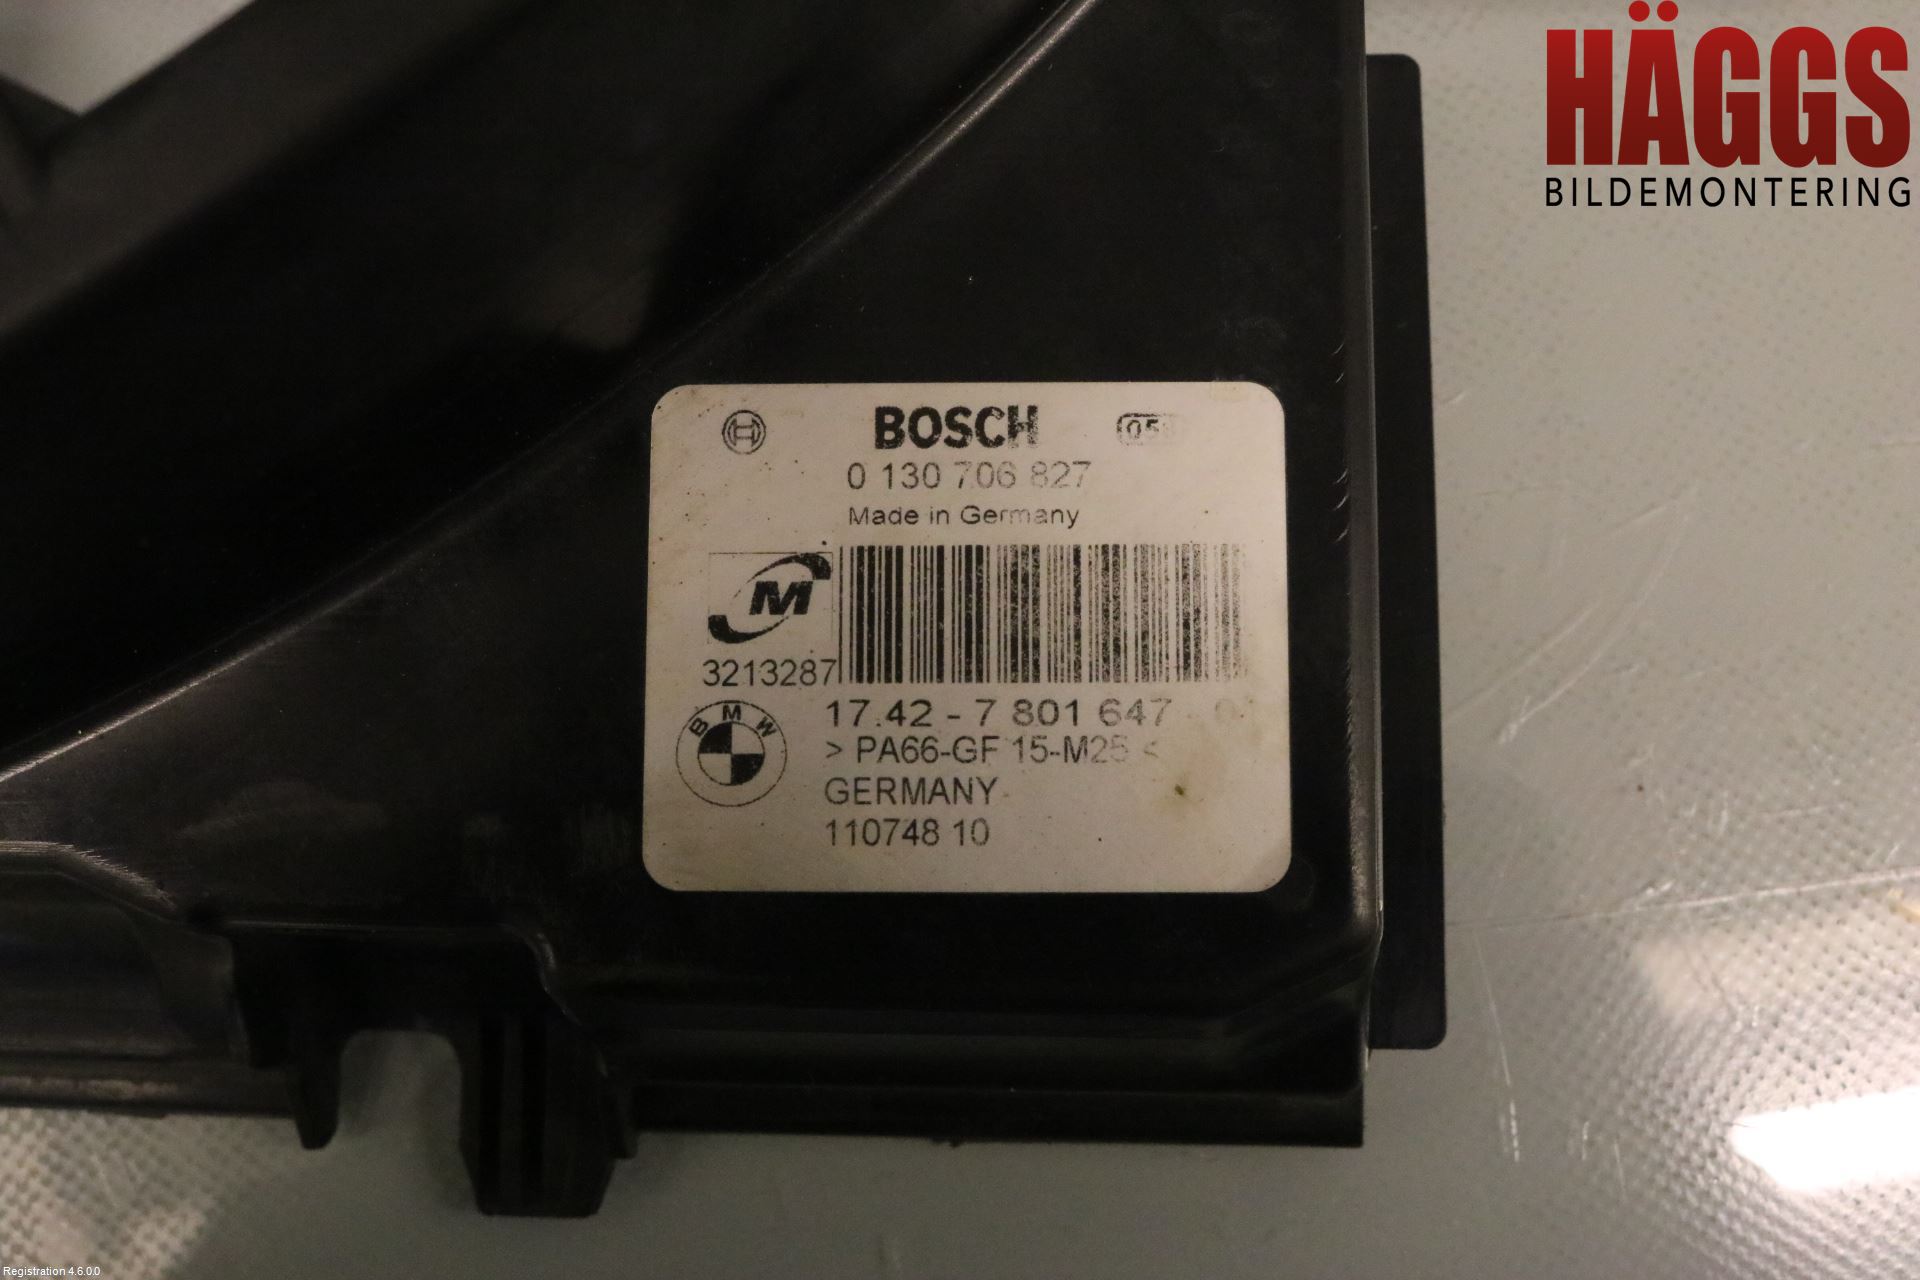 HÄGGS
BILDEMONTERING
BOSCH
0 130 706 827
Made in Germany
M
3213287
BMW
17.42 - 7 801 647
> PA66-GF 15-M25 <
GERMANY
110748 10
Registration 4.6.0.0